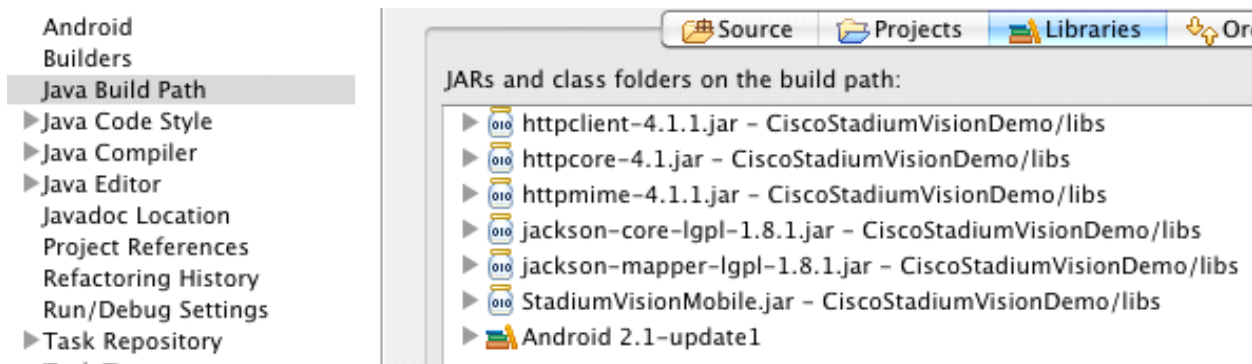 Android
Builders
Java Build Path
Java Code Style
Java Compiler
Java Editor
Javadoc Location
Project References
Refactoring History
Run/Debug Settings
Task Repository
Source Projects Libraries
JARs and class folders on the build path:
httpclient-4.1.1.jar – CiscoStadiumVisionDemo/libs
httpcore-4.1.jar – CiscoStadiumVisionDemo/libs
httpmime-4.1.1.jar – CiscoStadiumVisionDemo/libs
jackson-core-lgpl-1.8.1.jar – CiscoStadiumVisionDemo/libs
jackson-mapper-lgpl-1.8.1.jar – CiscoStadiumVisionDemo/libs
StadiumVisionMobile.jar – CiscoStadiumVisionDemo/libs
Android 2.1-update1